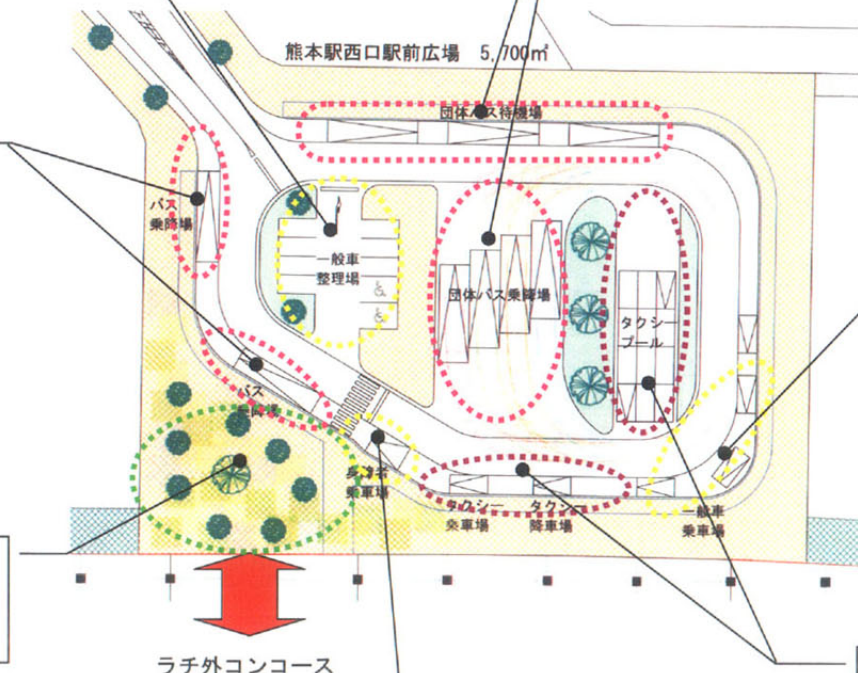 熊本駅西口駅前広場 5,700㎡
団体バス待機場
バス
乗降場
一般車
整理場
団体バス乗降場
タクシー
プール
バス
乗降場
身障者
乗車場
タクシー
乗車場
タクシー
降車場
一般車
乗車場
ラチ外コンコース